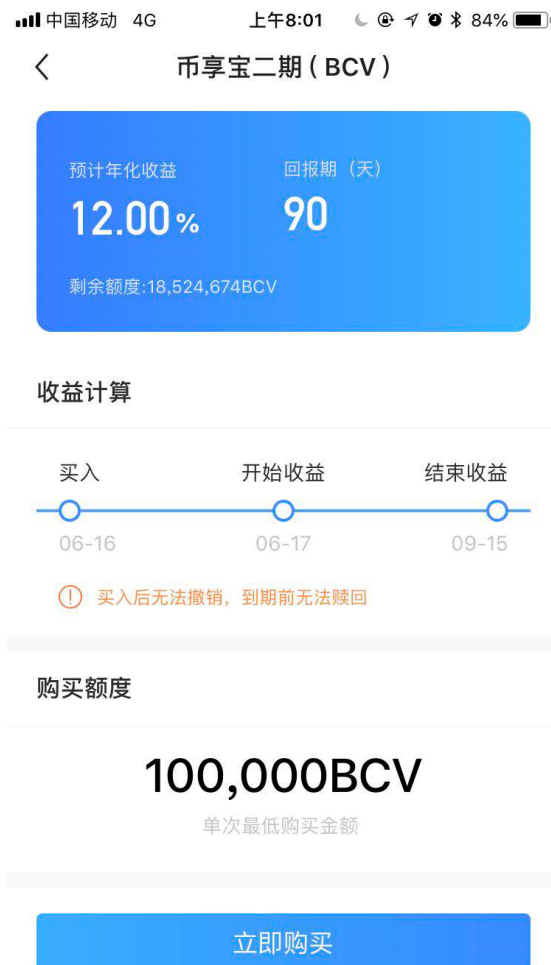 中国移动 4G 上午8:01 84%
币享宝二期 ( BCV )
预计年化收益 回报期（天）
12.00% 90
剩余额度:18,524,674BCV
收益计算
买入 开始收益 结束收益
06-16 06-17 09-15
买入后无法撤销，到期前无法赎回
购买额度
100,000BCV
单次最低购买金额
立即购买